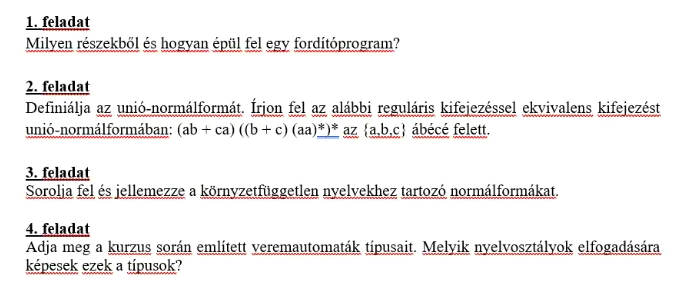 1. feladat
Milyen részekből és hogyan épül fel egy fordítóprogram?
2. feladat
Definiálja az unió-normálformát. Írjon fel az alábbi reguláris kifejezéssel ekvivalens kifejezést
unió-normálformában: (ab + ca) ((b + c) (aa)*)* az {a,b,c} ábécé felett.
3. feladat
Sorolja fel és jellemezze a környzetfüggetlen nyelvekhez tartozó normálformákat.
4. feladat
Adja meg a kurzus során említett veremautomaták típusait. Melyik nyelvosztályok elfogadására
képesek ezek a típusok?